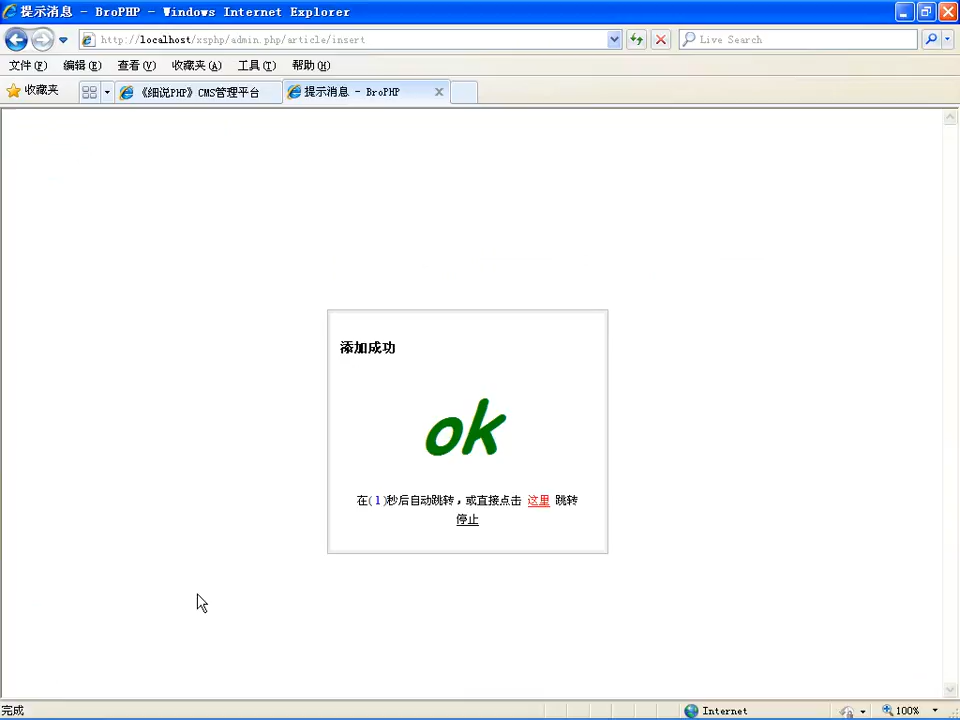 提示消息 - BroPHP - Windows Internet Explorer
http://localhost/xsphp/admin.php/article/insert
Live Search
文件(F) 编辑(E) 查看(V) 收藏夹(A) 工具(T) 帮助(H)
收藏夹 《细说PHP》CMS管理平台 提示消息 - BroPHP
添加成功
ok
在(1)秒后自动跳转，或直接点击 这里 跳转
停止
完成 Internet 100%